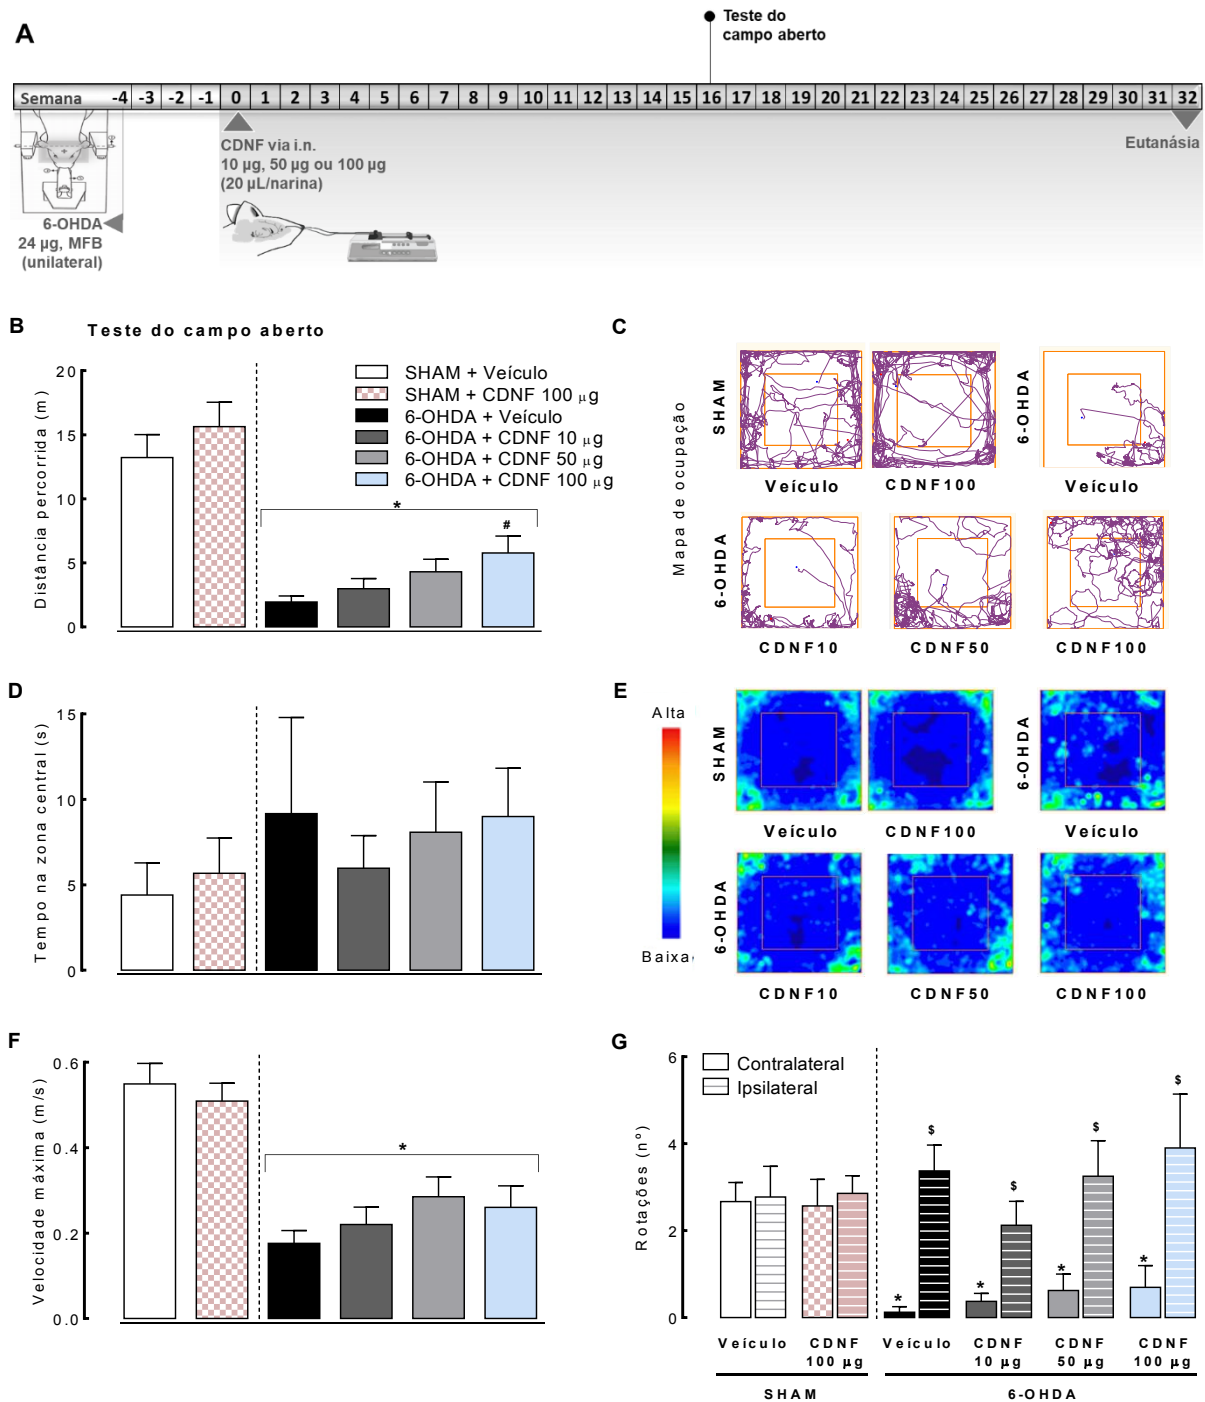 A
Teste do
campo aberto
Semana -4 -3 -2 -1 0 1 2 3 4 5 6 7 8 9 10 11 12 13 14 15 16 17 18 19 20 21 22 23 24 25 26 27 28 29 30 31 32
CDNF via i.n.
10 µg, 50 µg ou 100 µg
(20 µL/narina)
Eutanásia
6-OHDA
24 µg, MFB
(unilateral)
B
Teste do campo aberto
Distância percorrida (m)
20
15
10
5
0
SHAM + Veículo
SHAM + CDNF 100 µg
6-OHDA + Veículo
6-OHDA + CDNF 10 µg
6-OHDA + CDNF 50 µg
6-OHDA + CDNF 100 µg
*
#
C
Mapa de ocupação
SHAM
6-OHDA
Veículo
CDNF100
Veículo
6-OHDA
CDNF10
CDNF50
CDNF100
D
Tempo na zona central (s)
15
10
5
0
E
Alta
Baixa
SHAM
6-OHDA
Veículo
CDNF100
Veículo
6-OHDA
CDNF10
CDNF50
CDNF100
F
Velocidade máxima (m/s)
0.6
0.4
0.2
0.0
*
G
Rotações (nº)
6
4
2
0
Contralateral
Ipsilateral
* $ * $ * $ * $
Veículo
CDNF
100 µg
Veículo
CDNF
10 µg
CDNF
50 µg
CDNF
100 µg
SHAM
6-OHDA